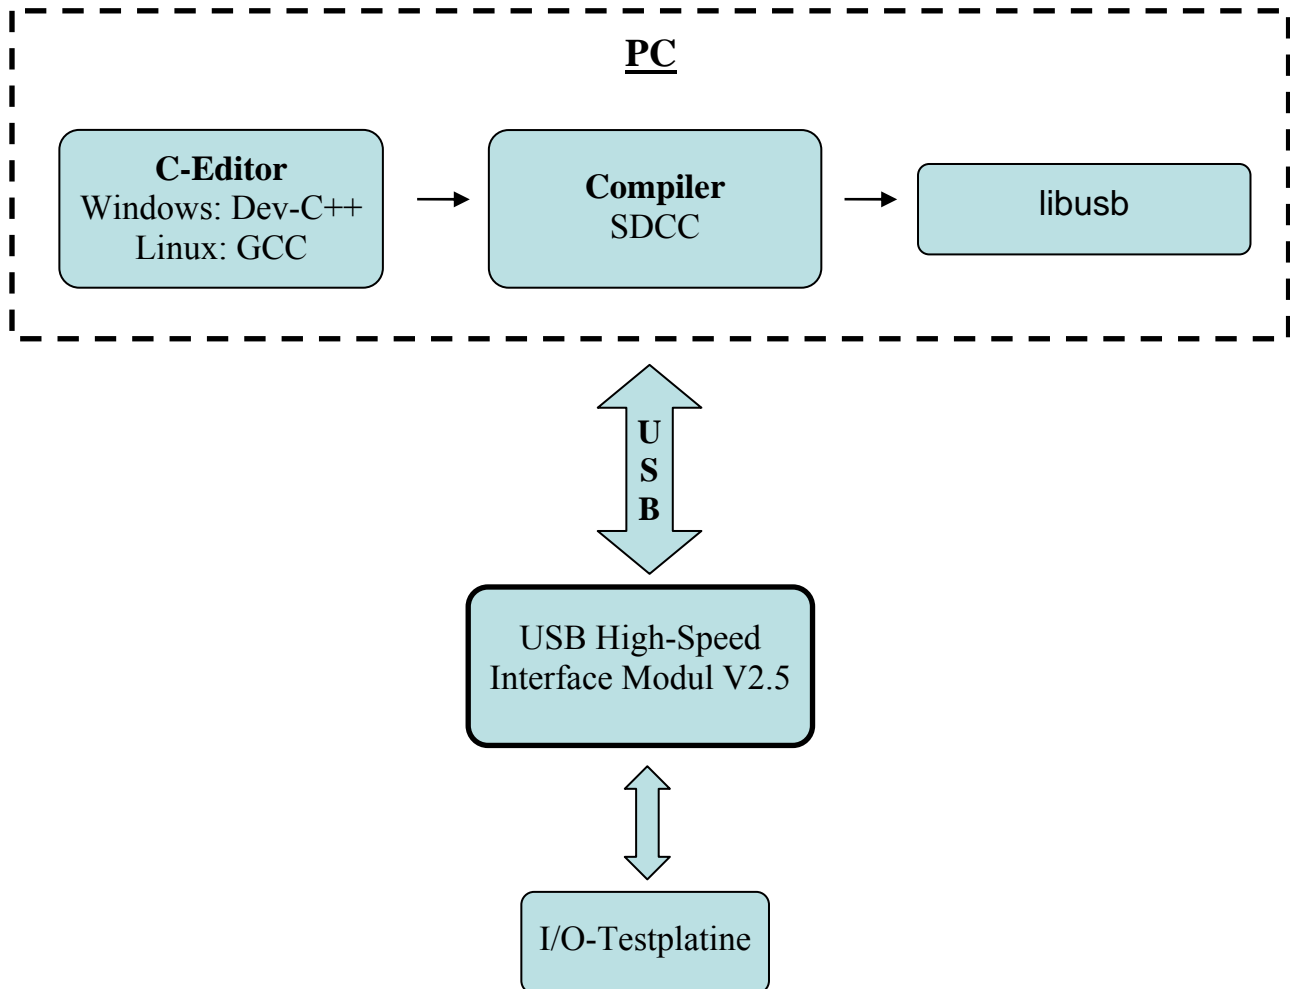 PC
C-Editor
Windows: Dev-C++
Linux: GCC
Compiler
SDCC
libusb
U
S
B
USB High-Speed
Interface Modul V2.5
I/O-Testplatine